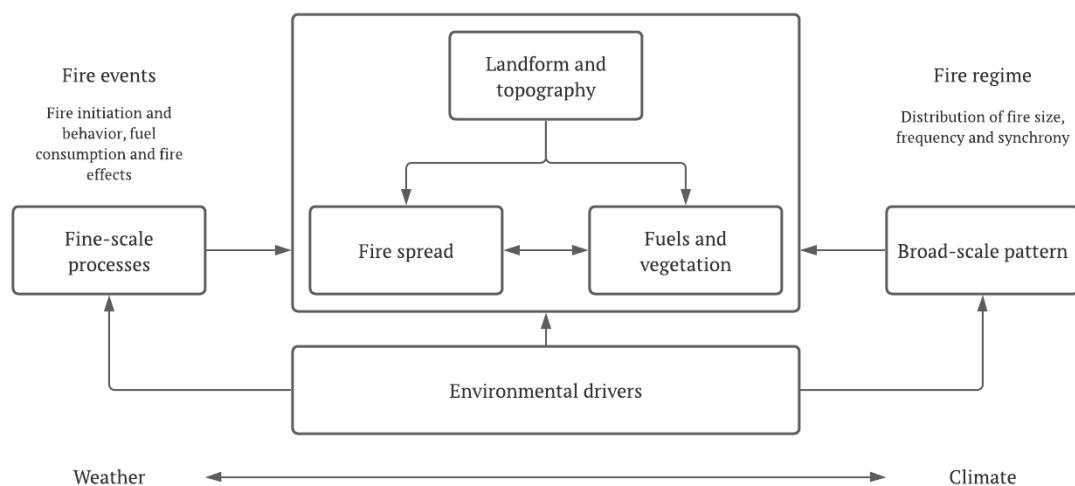 Fire events
Fire initiation and
behavior, fuel
consumption and fire
effects
Fine-scale
processes
Landform and
topography
Fire spread
Fuels and
vegetation
Fire regime
Distribution of fire size,
frequency and synchrony
Broad-scale pattern
Environmental drivers
Weather
Climate